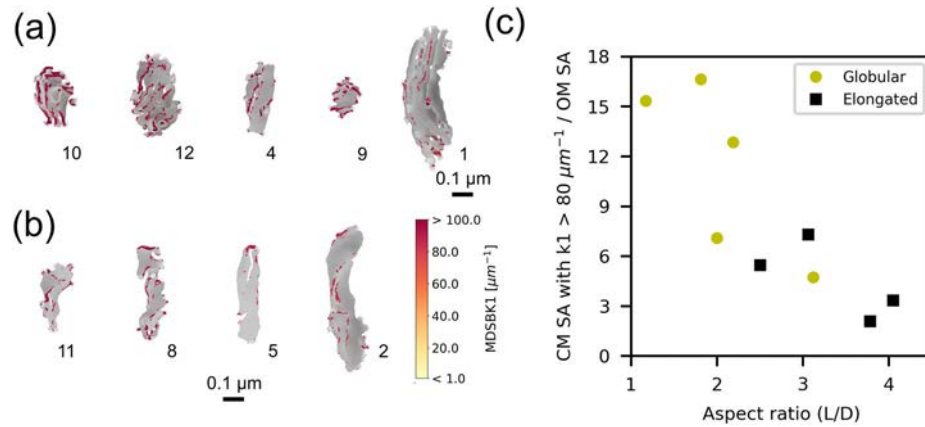 (a)
10
12
4
9
1
0.1 µm
(b)
11
8
5
2
0.1 µm
> 100.0
80.0
60.0
40.0
20.0
< 1.0
MDSBK1 [µm⁻¹]
(c)
18
15
12
9
6
3
0
1
2
3
4
CM SA with k1 > 80 µm⁻¹ / OM SA
Aspect ratio (L/D)
Globular
Elongated